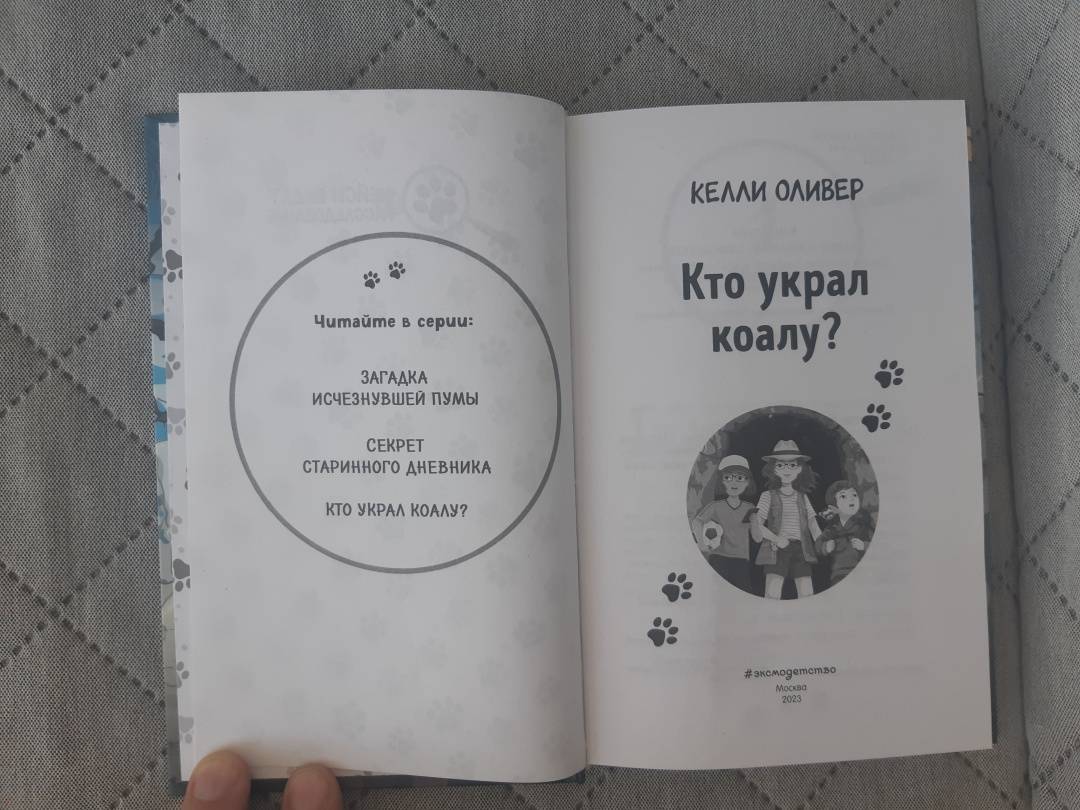 Читайте в серии:
ЗАГАДКА
ИСЧЕЗНУВШЕЙ ПУМЫ
СЕКРЕТ
СТАРИННОГО ДНЕВНИКА
КТО УКРАЛ КОАЛУ?
КЕЛЛИ ОЛИВЕР
Кто украл
коалу?
#эксмодетство
Москва
2023